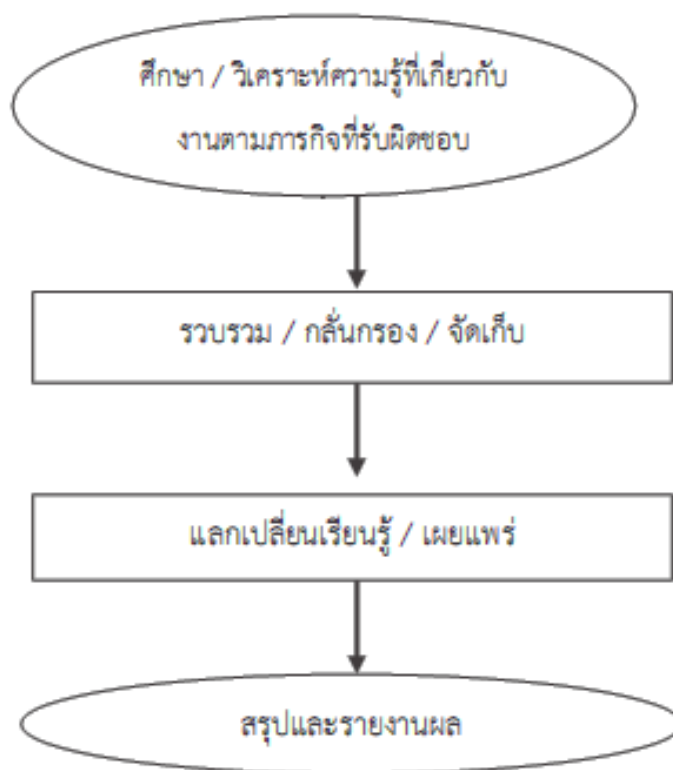 ศึกษา / วิเคราะห์ความรู้ที่เกี่ยวกับ
งานตามภารกิจที่รับผิดชอบ
รวบรวม / กลั่นกรอง / จัดเก็บ
แลกเปลี่ยนเรียนรู้ / เผยแพร่
สรุปและรายงานผล